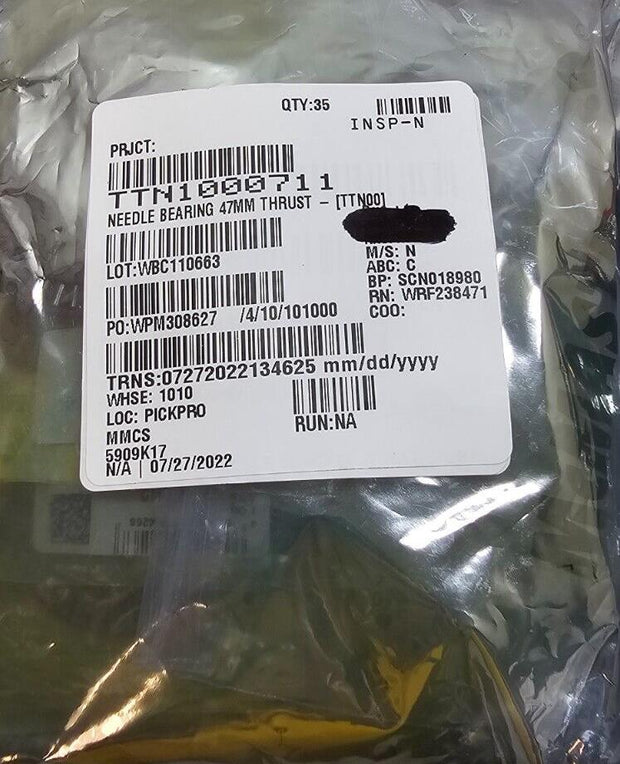 QTY:35
INSP-N
PRJCT:
TTN1000711
NEEDLE BEARING 47MM THRUST - [TTN00]
LOT:WBC110663
M/S: N
ABC: C
BP: SCN018980
RN: WRF238471
COO:
PO:WPM308627 /4/10/101000
TRNS:07272022134625 mm/dd/yyyy
WHSE: 1010
LOC: PICKPRO
RUN:NA
MMCS
5909K17
N/A | 07/27/2022